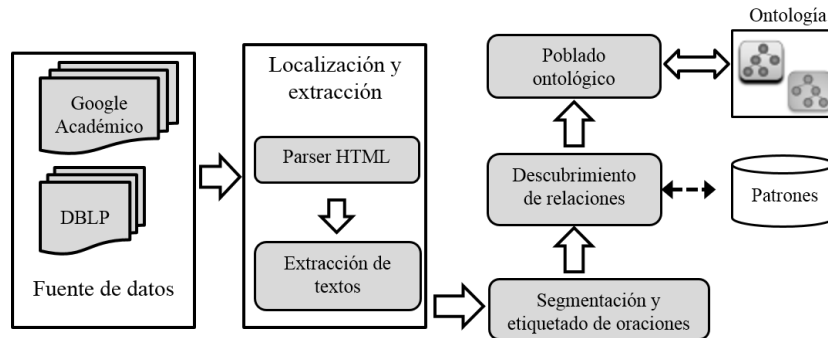 Google
Académico
DBLP
Fuente de datos
Localización y
extracción
Parser HTML
Extracción de
textos
Segmentación y
etiquetado de oraciones
Descubrimiento
de relaciones
Patrones
Poblado
ontológico
Ontología